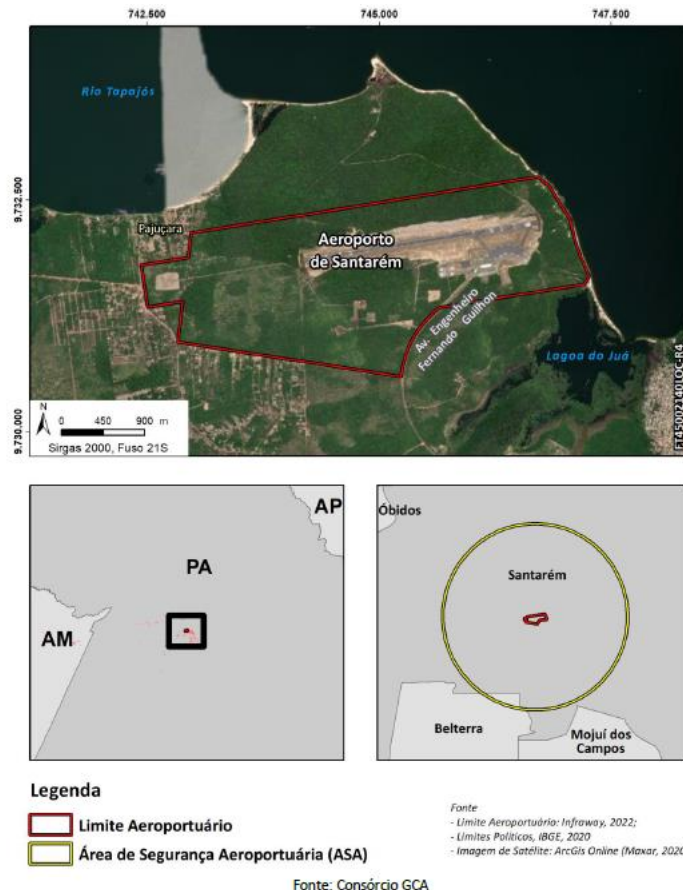 742.500
745.000
747.500
Rio Tapajós
9.732.500
Pajuçara
Aeroporto
de Santarém
Av. Engenheiro
Fernando Guilhon
Lagoa do Juá
N
0 450 900 m
Sirgas 2000, Fuso 21S
9.730.000
FT45002140LOC-R4
AP
PA
AM
Óbidos
Santarém
Belterra
Mojuí dos
Campos
Legenda
Limite Aeroportuário
Área de Segurança Aeroportuária (ASA)
Fonte
- Limite Aeroportuário: Infraway, 2022;
- Limites Políticos, IBGE, 2020
- Imagem de Satélite: ArcGis Online (Maxar, 2020
Fonte: Consórcio GCA